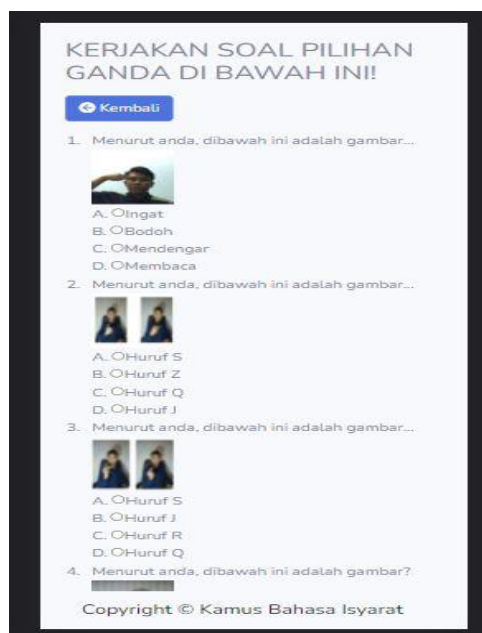 KERJAKAN SOAL PILIHAN
GANDA DI BAWAH INI!
Kembali
1. Menurut anda, dibawah ini adalah gambar...
A. Ingat
B. Bodoh
C. Mendengar
D. Membaca
2. Menurut anda, dibawah ini adalah gambar...
A. Huruf S
B. Huruf Z
C. Huruf Q
D. Huruf J
3. Menurut anda, dibawah ini adalah gambar...
A. Huruf S
B. Huruf J
C. Huruf R
D. Huruf Q
4. Menurut anda, dibawah ini adalah gambar?
Copyright © Kamus Bahasa Isyarat